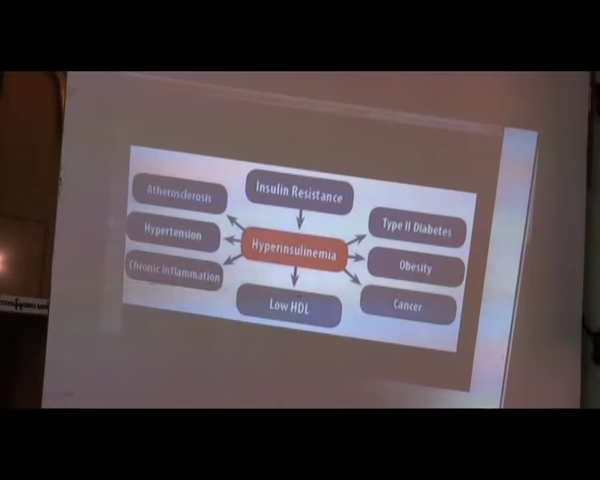 Insulin Resistance
Atherosclerosis
Type II Diabetes
Hypertension
Hyperinsulinemia
Obesity
Chronic Inflammation
Low HDL
Cancer